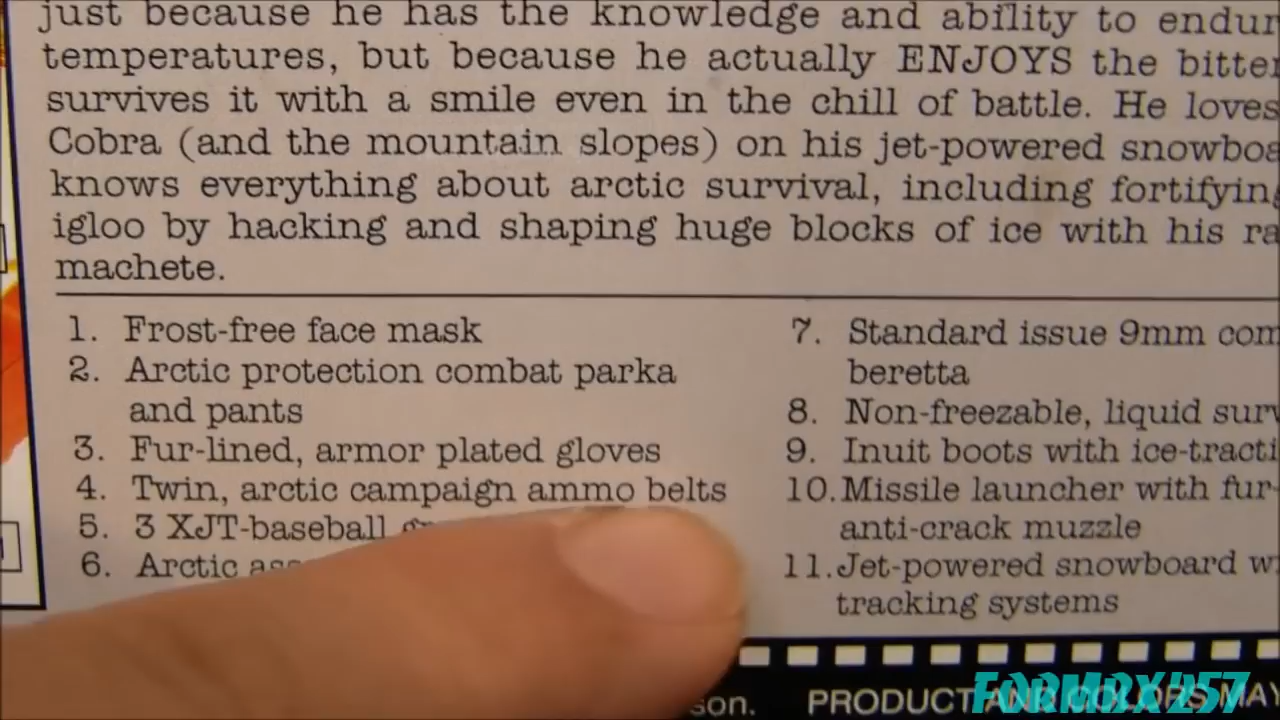 just because he has the knowledge and ability to endur
temperatures, but because he actually ENJOYS the bitter
survives it with a smile even in the chill of battle. He loves
Cobra (and the mountain slopes) on his jet-powered snowboa
knows everything about arctic survival, including fortifying
igloo by hacking and shaping huge blocks of ice with his ra
machete.
1. Frost-free face mask
2. Arctic protection combat parka
and pants
3. Fur-lined, armor plated gloves
4. Twin, arctic campaign ammo belts
5. 3 XJT-baseball
6. Arctic
7. Standard issue 9mm com
beretta
8. Non-freezable, liquid surv
9. Inuit boots with ice-tracti
10. Missile launcher with fur-
anti-crack muzzle
11. Jet-powered snowboard w
tracking systems
son. PRODUCT AND COLORS MAY
FORMBX257